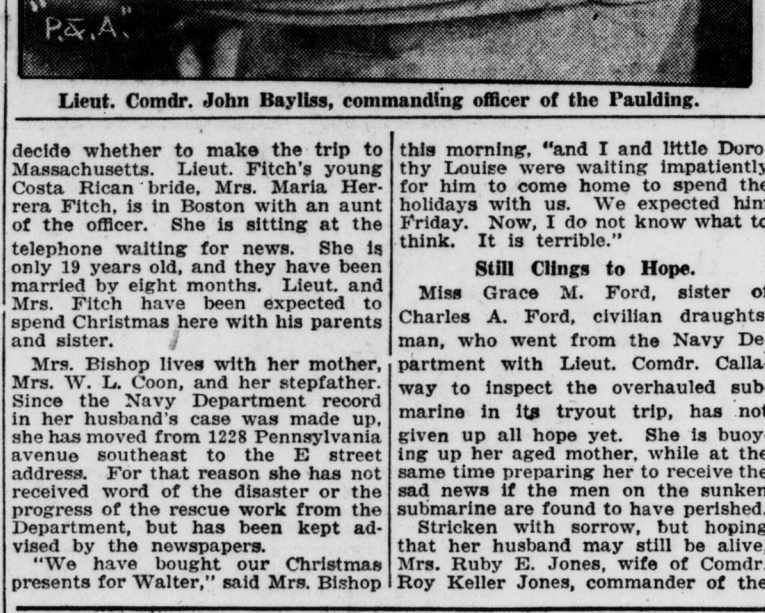 P.&.A."
Lieut. Comdr. John Bayliss, commanding officer of the Paulding.
decide whether to make the trip to
Massachusetts. Lieut. Fitch's young
Costa Rican bride, Mrs. Maria Her-
rera Fitch, is in Boston with an aunt
of the officer. She is sitting at the
telephone waiting for news. She is
only 19 years old, and they have been
married by eight months. Lieut. and
Mrs. Fitch have been expected to
spend Christmas here with his parents
and sister.
Mrs. Bishop lives with her mother,
Mrs. W. L. Coon, and her stepfather.
Since the Navy Department record
in her husband's case was made up,
she has moved from 1228 Pennsylvania
avenue southeast to the E street
address. For that reason she has not
received word of the disaster or the
progress of the rescue work from the
Department, but has been kept ad-
vised by the newspapers.
"We have bought our Christmas
presents for Walter," said Mrs. Bishop
this morning, "and I and little Doro
thy Louise were waiting impatiently
for him to come home to spend the
holidays with us. We expected him
Friday. Now, I do not know what to
think. It is terrible."
Still Clings to Hope.
Miss Grace M. Ford, sister of
Charles A. Ford, civilian draughts
man, who went from the Navy De
partment with Lieut. Comdr. Calla
way to inspect the overhauled sub
marine in its tryout trip, has not
given up all hope yet. She is buoy
ing up her aged mother, while at the
same time preparing her to receive the
sad news if the men on the sunken
submarine are found to have perished.
Stricken with sorrow, but hoping
that her husband may still be alive,
Mrs. Ruby E. Jones, wife of Comdr.
Roy Keller Jones, commander of the